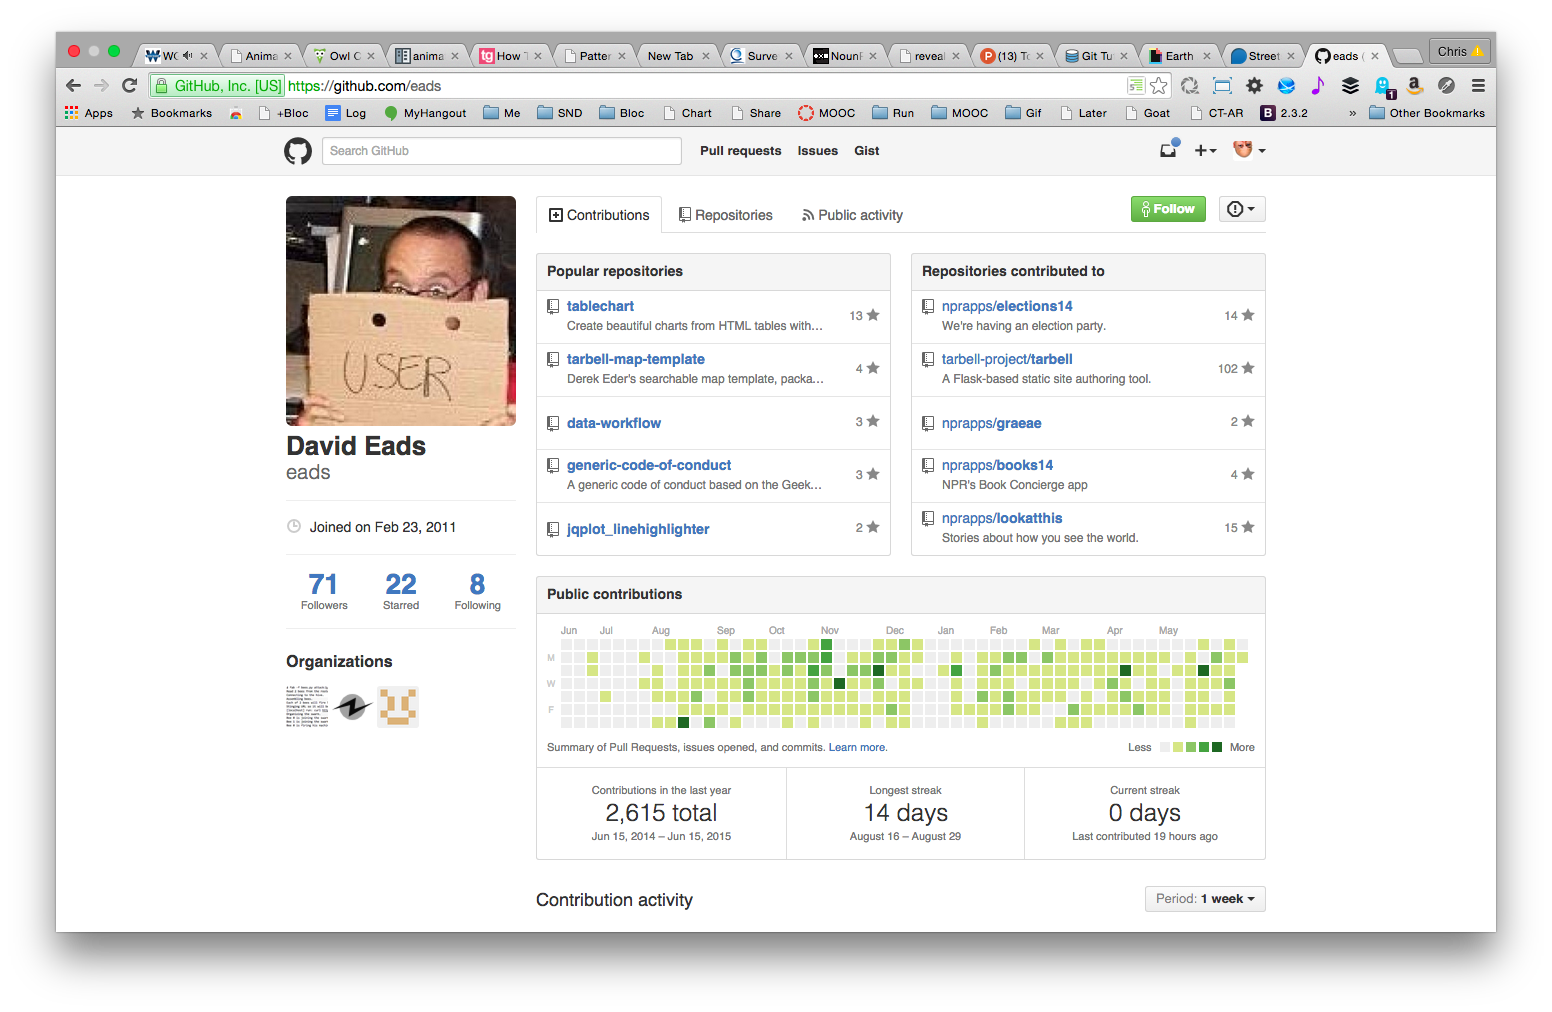 WC
Anima
Owl C
anima
How T
Patter
New Tab
Surve
NounP
reveal
(13) To
Git Tu
Earth
Street
eads (
Chris
GitHub, Inc. [US] https://github.com/eads
Apps
Bookmarks
+Bloc
Log
MyHangout
Me
SND
Bloc
Chart
Share
MOOC
Run
MOOC
Gif
Later
Goat
CT-AR
B 2.3.2
»
Other Bookmarks
Search GitHub
Pull requests
Issues
Gist
USER
David Eads
eads
Joined on Feb 23, 2011
71
Followers
22
Starred
8
Following
Organizations
Contributions
Repositories
Public activity
Follow
Popular repositories
tablechart
Create beautiful charts from HTML tables with…
13
tarbell-map-template
Derek Eder's searchable map template, packa…
4
data-workflow
3
generic-code-of-conduct
A generic code of conduct based on the Geek…
3
jqplot_linehighlighter
2
Repositories contributed to
nprapps/elections14
We're having an election party.
14
tarbell-project/tarbell
A Flask-based static site authoring tool.
102
nprapps/graeae
2
nprapps/books14
NPR's Book Concierge app
4
nprapps/lookatthis
Stories about how you see the world.
15
Public contributions
Jun Jul Aug Sep Oct Nov Dec Jan Feb Mar Apr May
M
W
F
Summary of Pull Requests, issues opened, and commits. Learn more.
Less
More
Contributions in the last year
2,615 total
Jun 15, 2014 – Jun 15, 2015
Longest streak
14 days
August 16 – August 29
Current streak
0 days
Last contributed 19 hours ago
Contribution activity
Period: 1 week